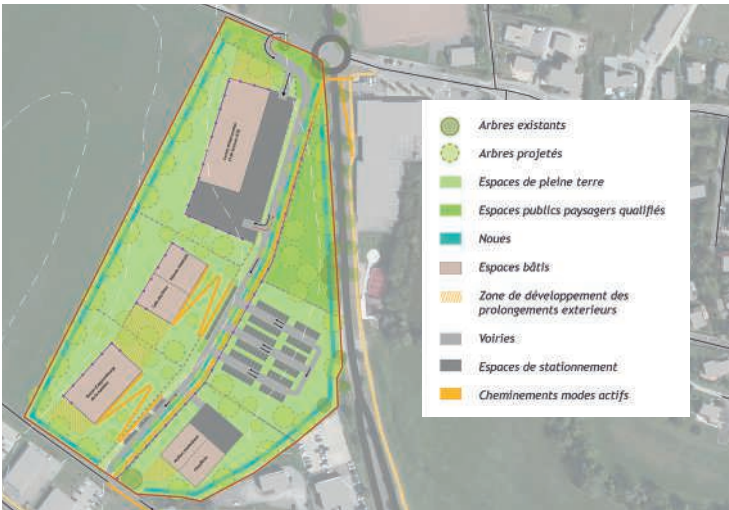 Arbres existants
Arbres projetés
Espaces de pleine terre
Espaces publics paysagers qualifiés
Noues
Espaces bâtis
Zone de développement des
prolongements exterieurs
Voiries
Espaces de stationnement
Cheminements modes actifs